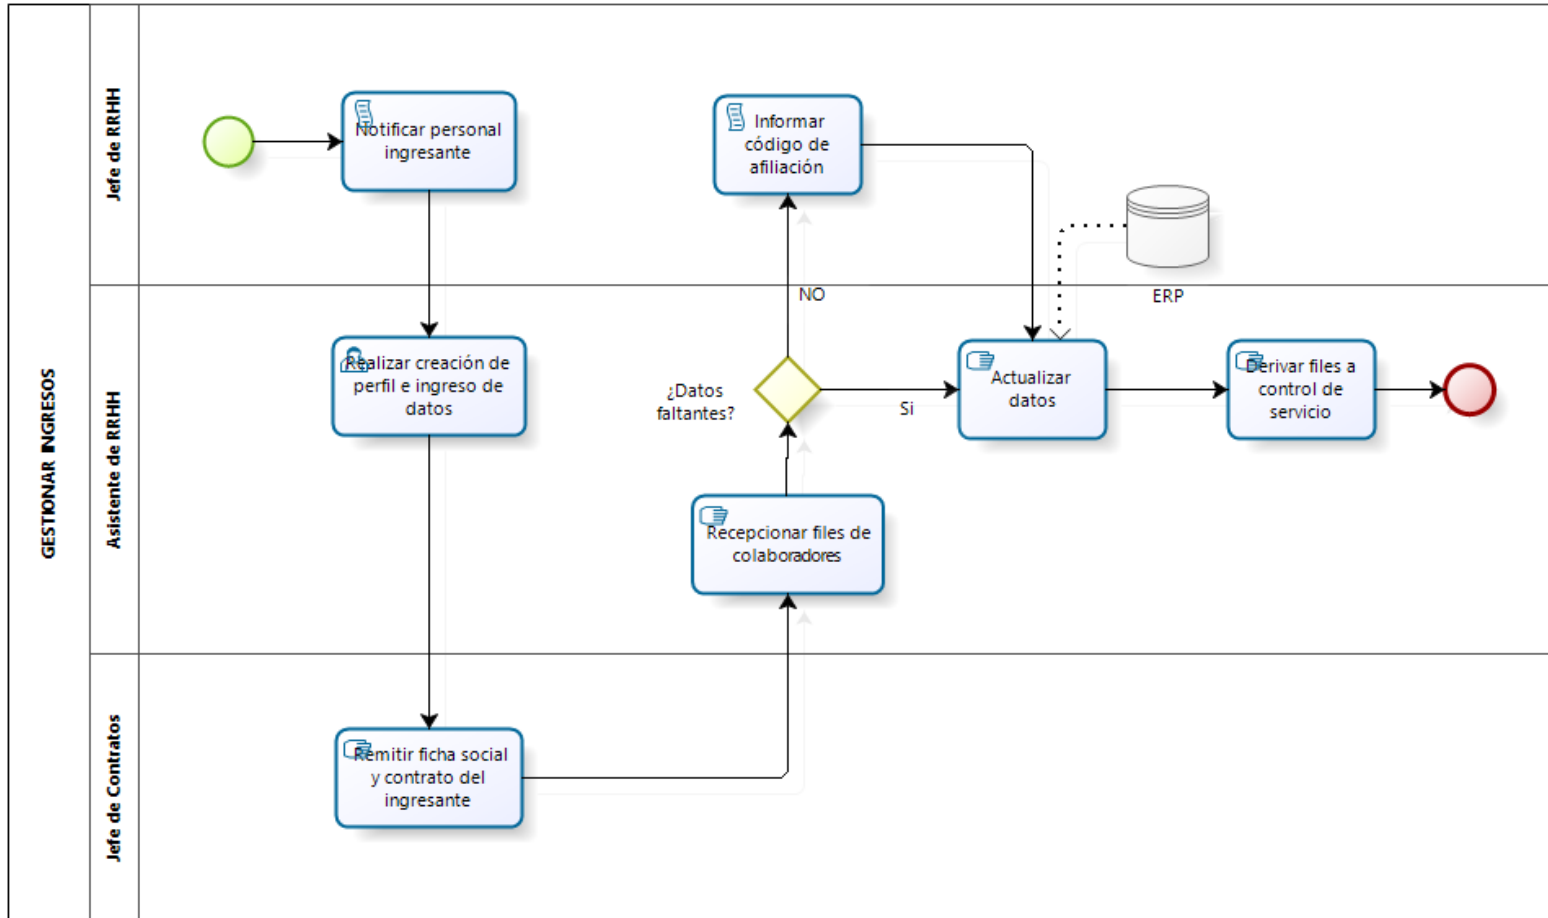 GESTIONAR INGRESOS
Jefe de RRHH
Notificar personal
ingresante
Informar
código de
afiliación
ERP
NO
Asistente de RRHH
Realizar creación de
perfil e ingreso de
datos
¿Datos
faltantes?
Si
Actualizar
datos
Derivar files a
control de
servicio
Recepcionar files de
colaboradores
Jefe de Contratos
Remitir ficha social
y contrato del
ingresante